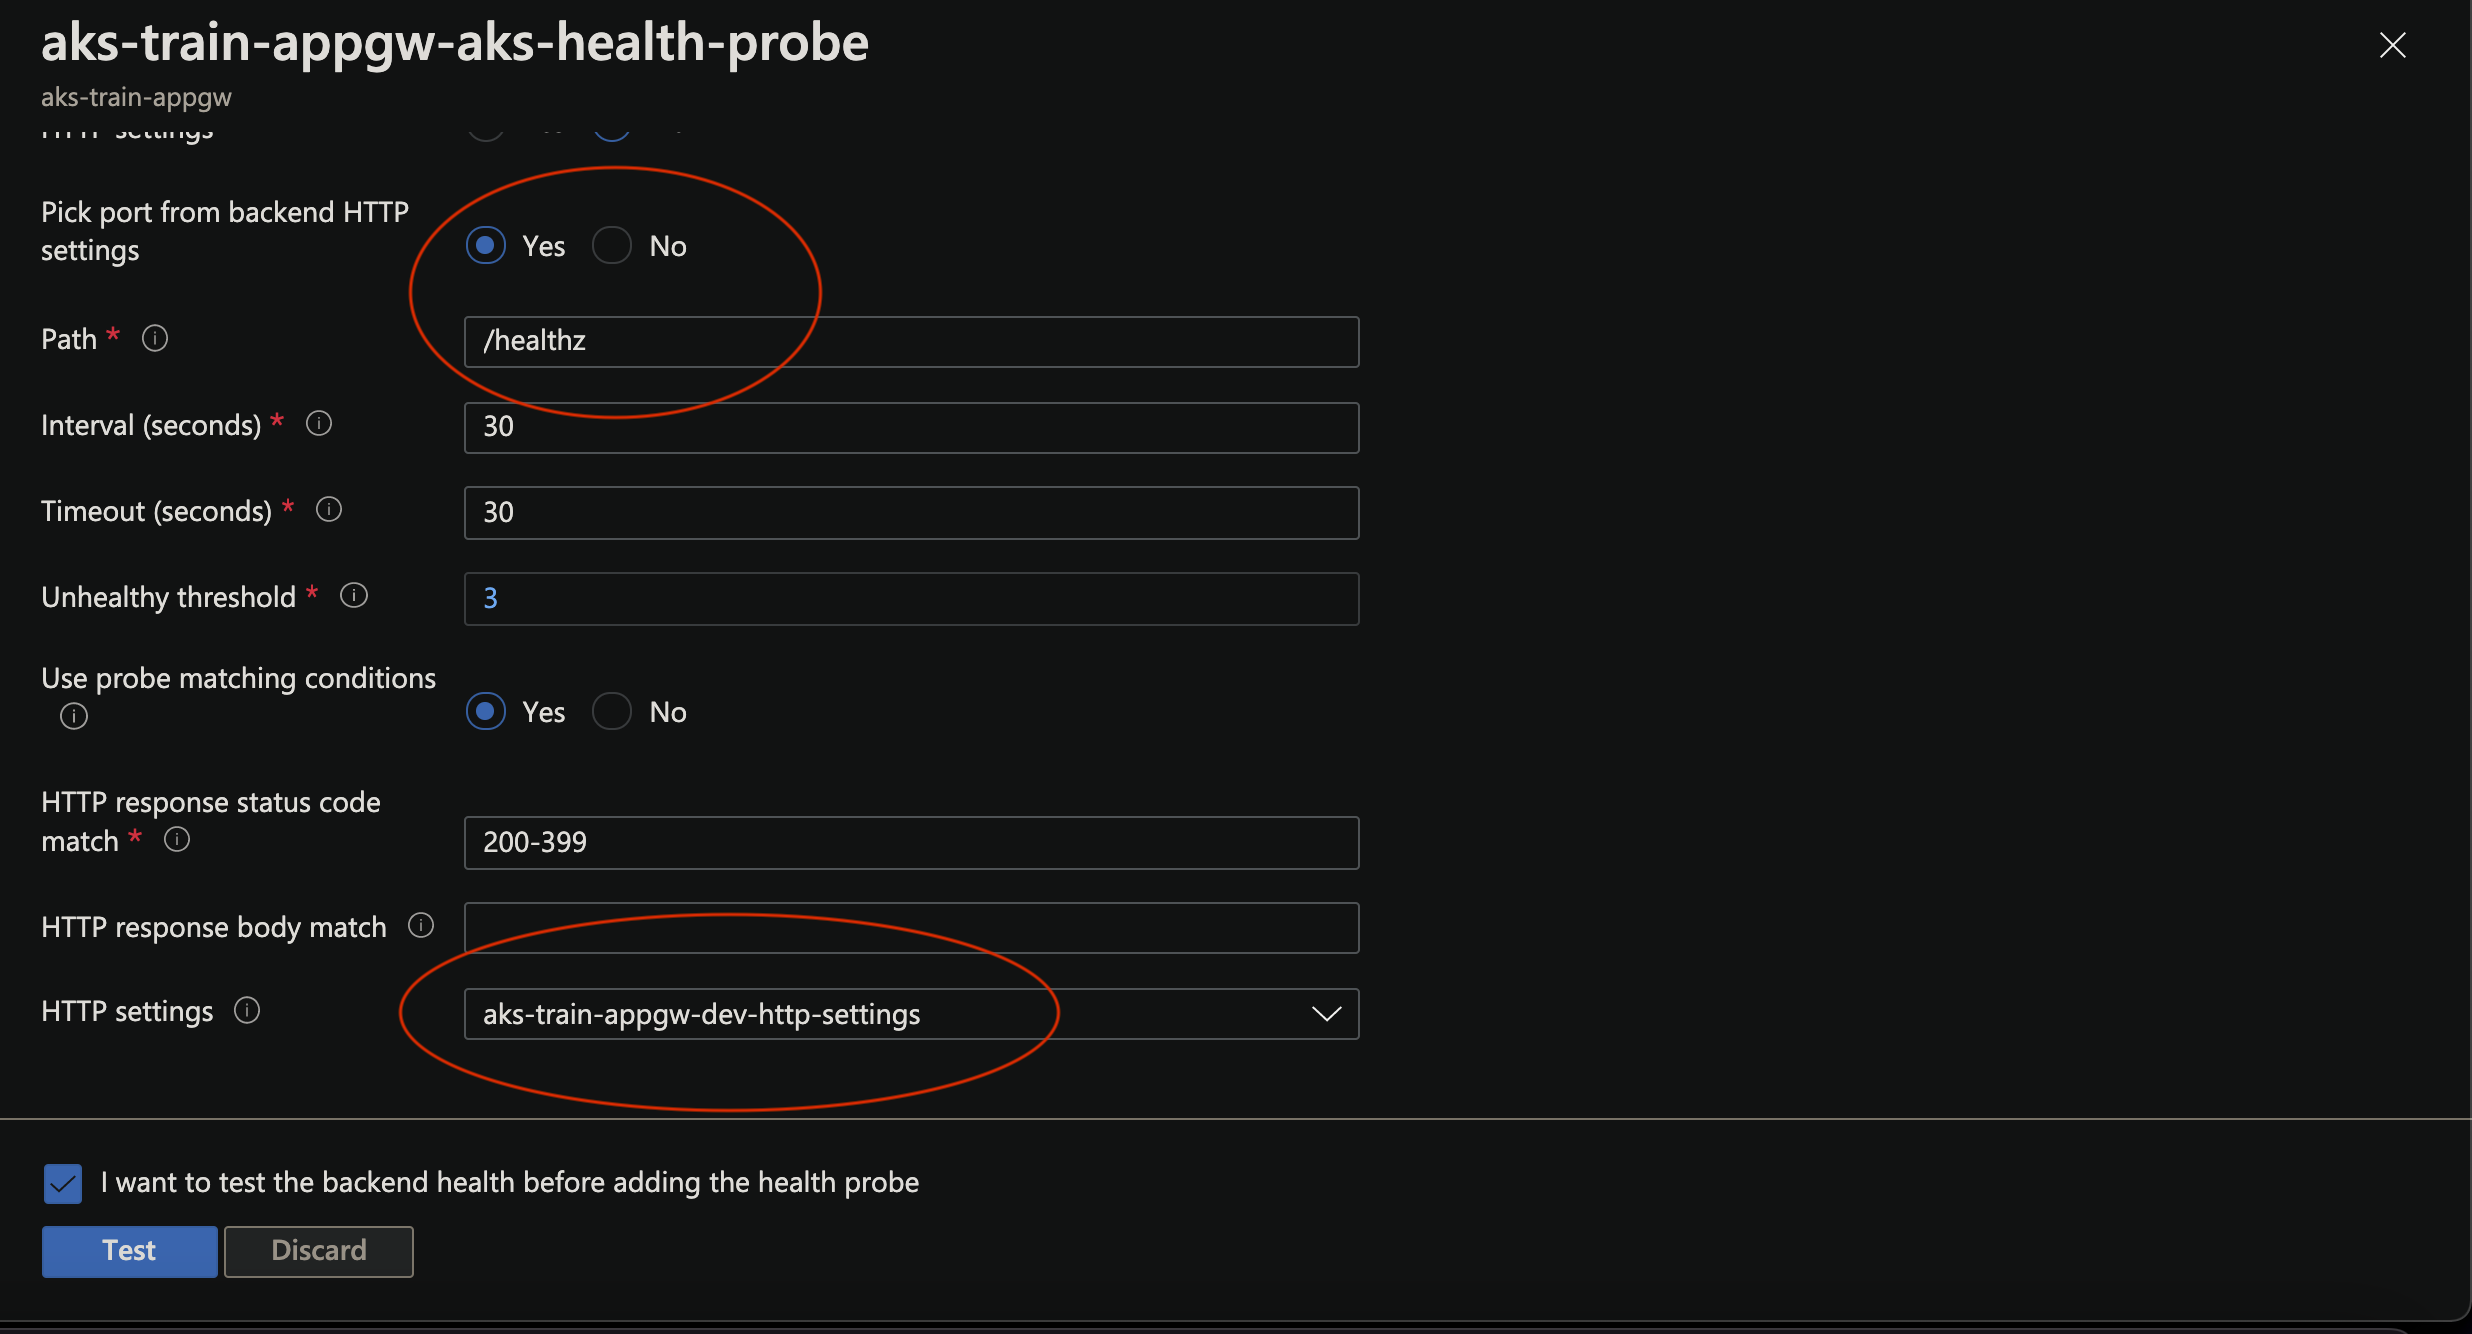 aks-train-appgw-aks-health-probe
aks-train-appgw
HTTP settings
Pick port from backend HTTP
settings
Yes No
Path *
/healthz
Interval (seconds) *
30
Timeout (seconds) *
30
Unhealthy threshold *
3
Use probe matching conditions
Yes No
HTTP response status code
match *
200-399
HTTP response body match
HTTP settings
aks-train-appgw-dev-http-settings
I want to test the backend health before adding the health probe
Test Discard